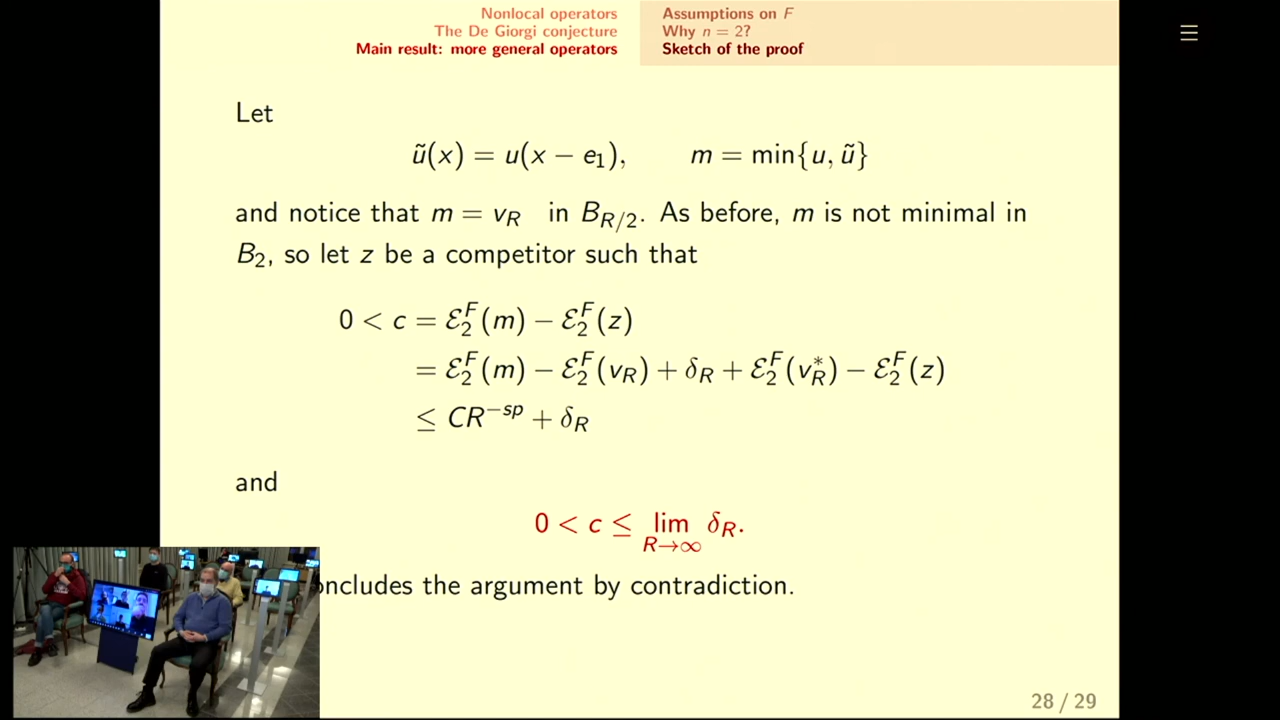 Nonlocal operators
The De Giorgi conjecture
Main result: more general operators
Assumptions on F
Why n = 2?
Sketch of the proof
Let
ũ(x) = u(x − e₁), m = min{u, ũ}
and notice that m = v_R in B_{R/2}. As before, m is not minimal in
B₂, so let z be a competitor such that
0 < c = ℰ₂^F(m) − ℰ₂^F(z)
= ℰ₂^F(m) − ℰ₂^F(v_R) + δ_R + ℰ₂^F(v_R^*) − ℰ₂^F(z)
≤ CR^{−sp} + δ_R
and
0 < c ≤ lim_{R→∞} δ_R.
the argument by contradiction.
28 / 29